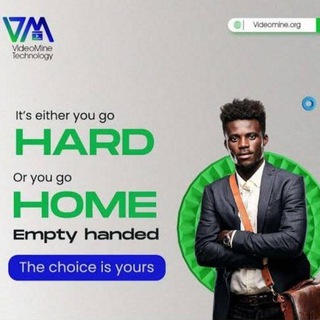 VM
VideoMine
Technology
Videomine.org
It's either you go
HARD
Or you go
HOME
Empty handed
The choice is yours